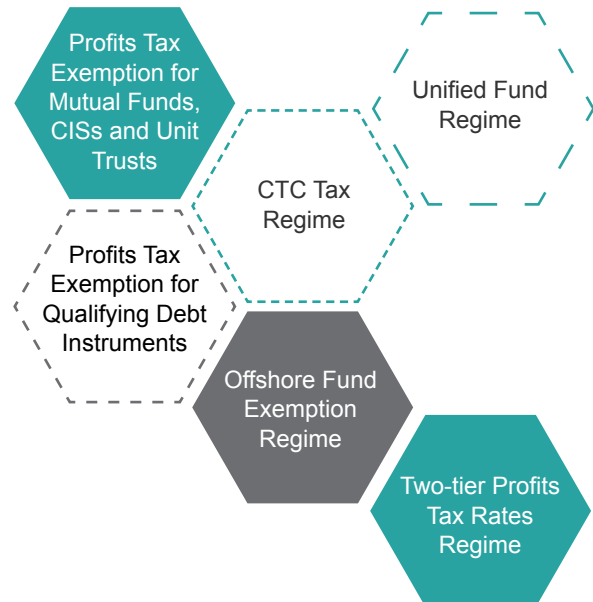 Profits Tax
Exemption for
Mutual Funds,
CISs and Unit
Trusts
Unified Fund
Regime
CTC Tax
Regime
Profits Tax
Exemption for
Qualifying Debt
Instruments
Offshore Fund
Exemption
Regime
Two-tier Profits
Tax Rates
Regime